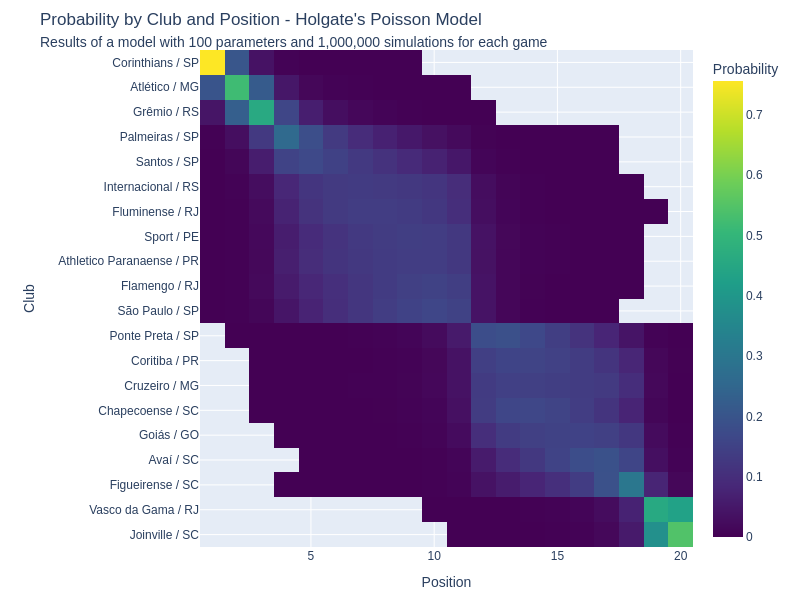 Probability by Club and Position - Holgate's Poisson Model
Results of a model with 100 parameters and 1,000,000 simulations for each game
Probability
Corinthians / SP
Atlético / MG
Grêmio / RS
Palmeiras / SP
Santos / SP
Internacional / RS
Fluminense / RJ
Sport / PE
Athletico Paranaense / PR
Flamengo / RJ
São Paulo / SP
Ponte Preta / SP
Coritiba / PR
Cruzeiro / MG
Chapecoense / SC
Goiás / GO
Avaí / SC
Figueirense / SC
Vasco da Gama / RJ
Joinville / SC
Club
5
10
15
20
Position
0.7
0.6
0.5
0.4
0.3
0.2
0.1
0